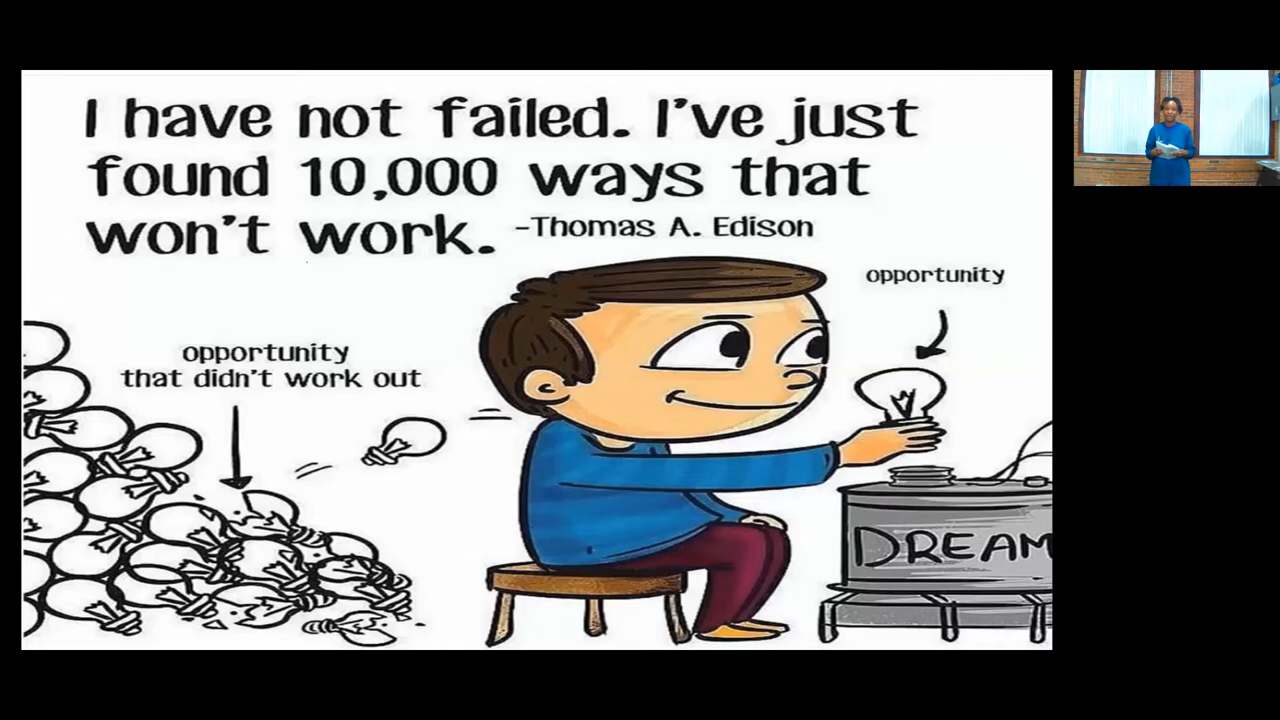 I have not failed. I've just
found 10,000 ways that
won't work. -Thomas A. Edison
opportunity
opportunity
that didn't work out
DREAM